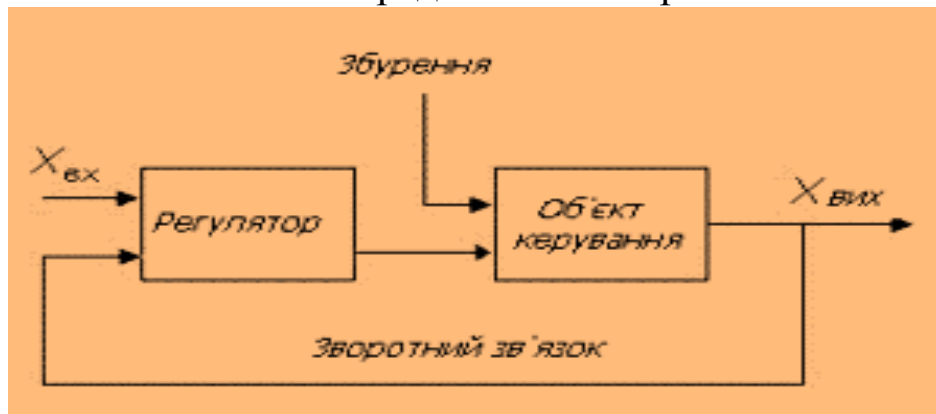 Збурення
Xвх
Регулятор
Об'єкт
керування
Xвих
Зворотний зв'язок